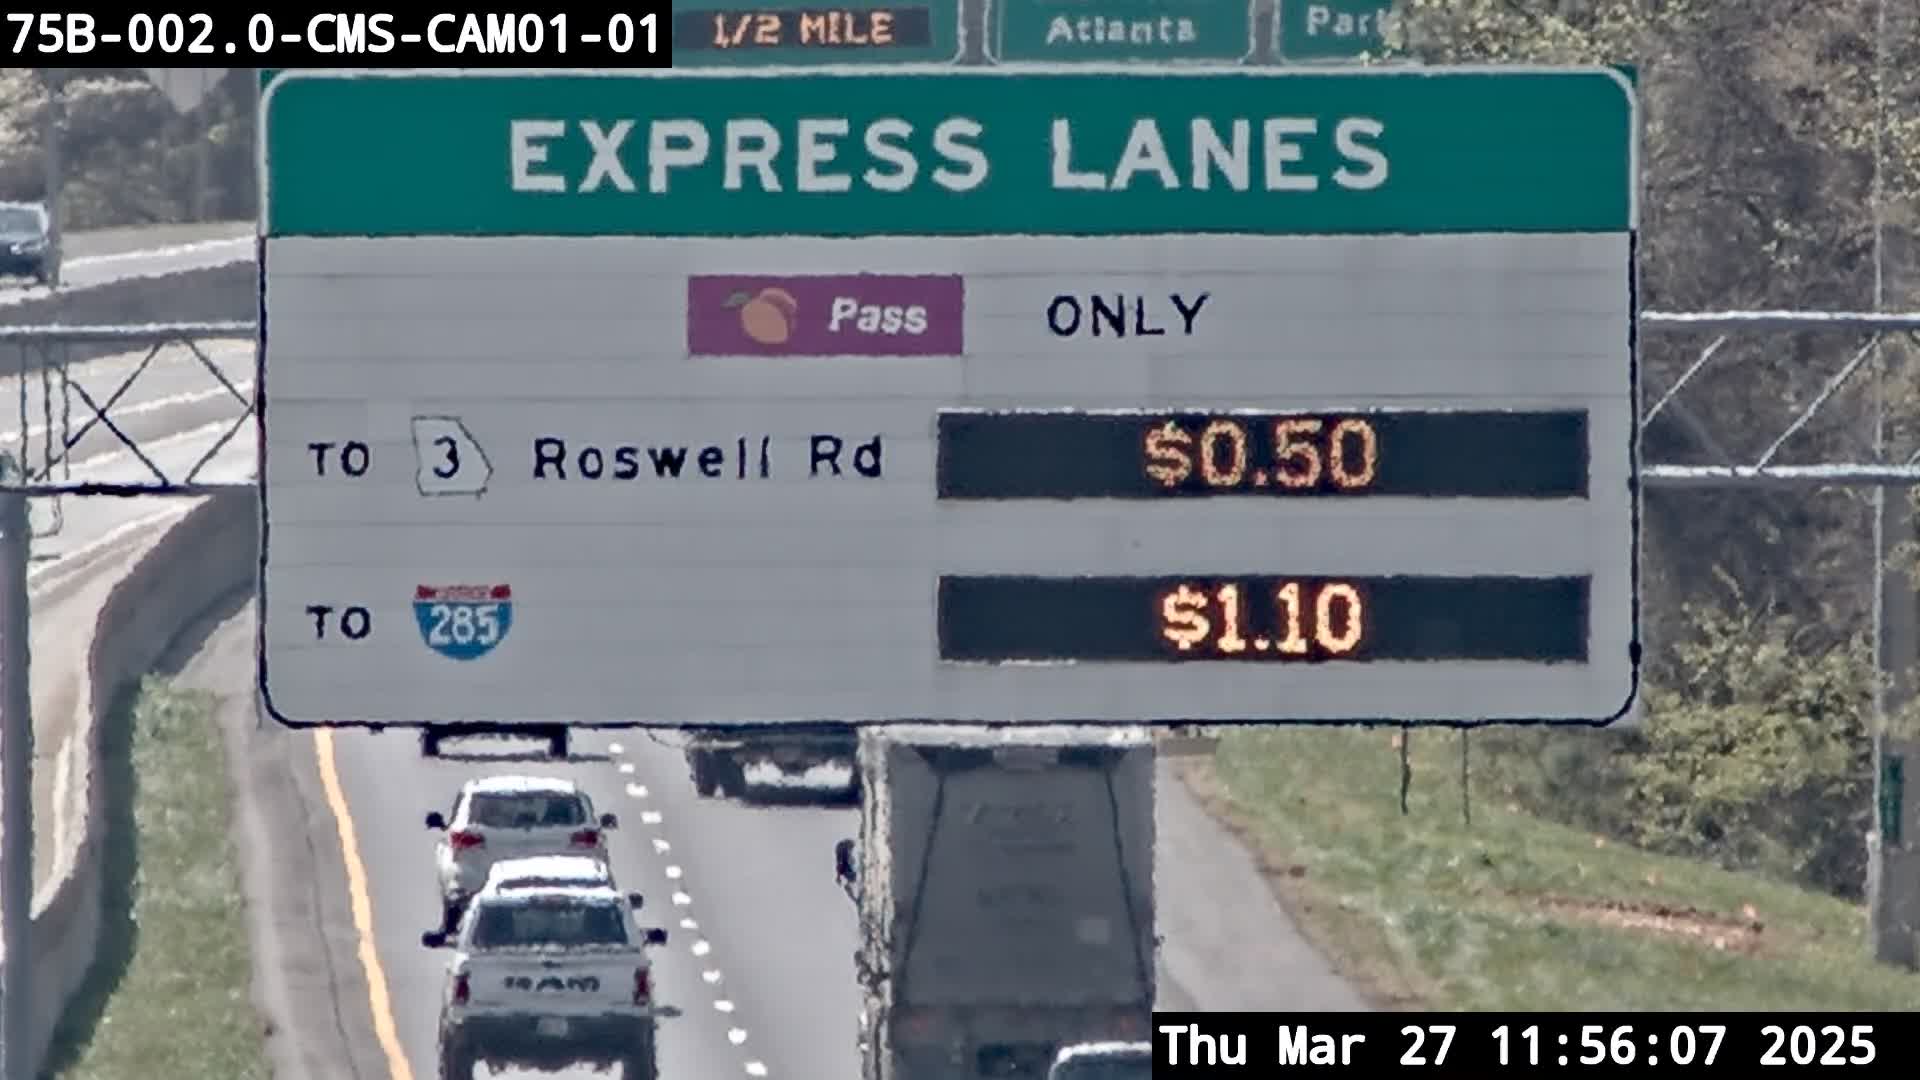 75B-002.0-CMS-CAM01-01
1/2 MILE
Atlanta
EXPRESS LANES
Pass ONLY
TO 3 Roswell Rd $0.50
TO 285 $1.10
Thu Mar 27 11:56:07 2025